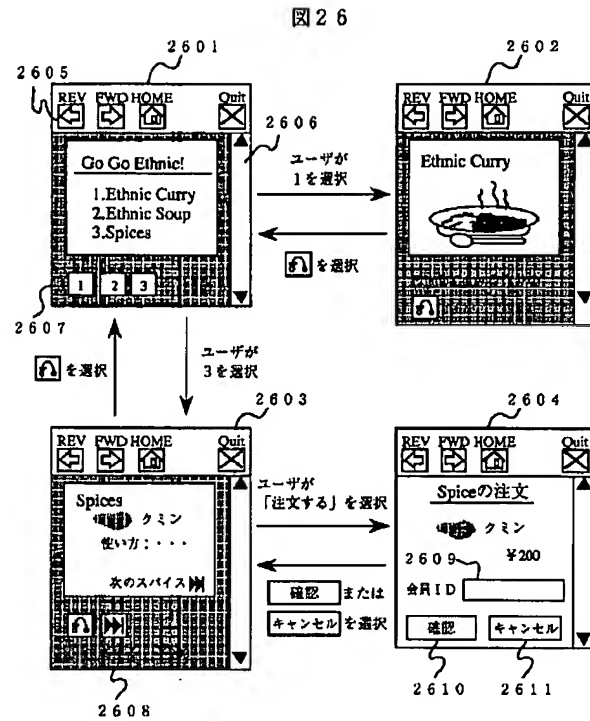 図26
2601
2605
REV FWD HOME Quit
2606
Go Go Ethnic!
1.Ethnic Curry
2.Ethnic Soup
3.Spices
1 2 3
2607
ユーザが
1を選択
を選択
2602
REV FWD HOME Quit
Ethnic Curry
を選択
ユーザが
3を選択
2603
REV FWD HOME Quit
Spices
クミン
使い方:・・・
次のスパイス
2608
ユーザが
「注文する」を選択
確認 または
キャンセル を選択
2604
REV FWD HOME Quit
Spiceの注文
クミン
2609
¥200
会員ID
確認 キャンセル
2610 2611